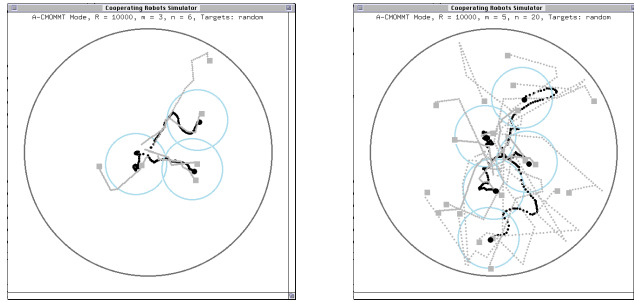 Cooperating Robots Simulator
A-CMOMMT Mode, R = 10000, m = 3, n = 6, Targets: random
Cooperating Robots Simulator
A-CMOMMT Mode, R = 10000, m = 5, n = 20, Targets: random